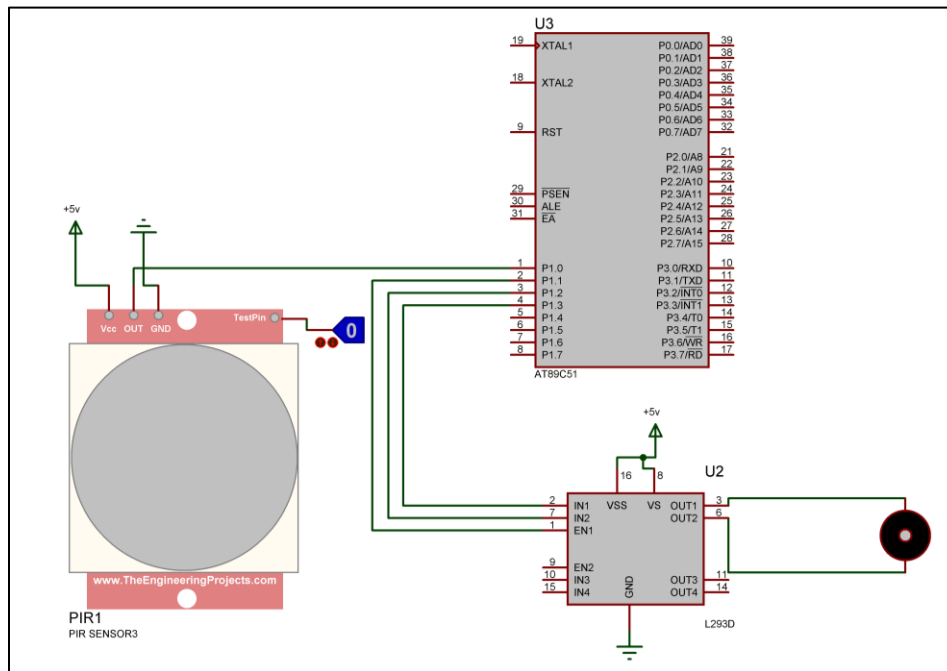 U3
19 XTAL1
18 XTAL2
9 RST
29 PSEN
30 ALE
31 EA
1 P1.0
2 P1.1
3 P1.2
4 P1.3
5 P1.4
6 P1.5
7 P1.6
8 P1.7
P0.0/AD0 39
P0.1/AD1 38
P0.2/AD2 37
P0.3/AD3 36
P0.4/AD4 35
P0.5/AD5 34
P0.6/AD6 33
P0.7/AD7 32
P2.0/A8 21
P2.1/A9 22
P2.2/A10 23
P2.3/A11 24
P2.4/A12 25
P2.5/A13 26
P2.6/A14 27
P2.7/A15 28
P3.0/RXD 10
P3.1/TXD 11
P3.2/INT0 12
P3.3/INT1 13
P3.4/T0 14
P3.5/T1 15
P3.6/WR 16
P3.7/RD 17
AT89C51
+5v
Vcc OUT GND TestPin
0
www.TheEngineeringProjects.com
PIR1
PIR SENSOR3
+5v
U2
16 8
VSS VS
2 IN1
7 IN2
1 EN1
9 EN2
10 IN3
15 IN4
OUT1 3
OUT2 6
OUT3 11
OUT4 14
GND
L293D